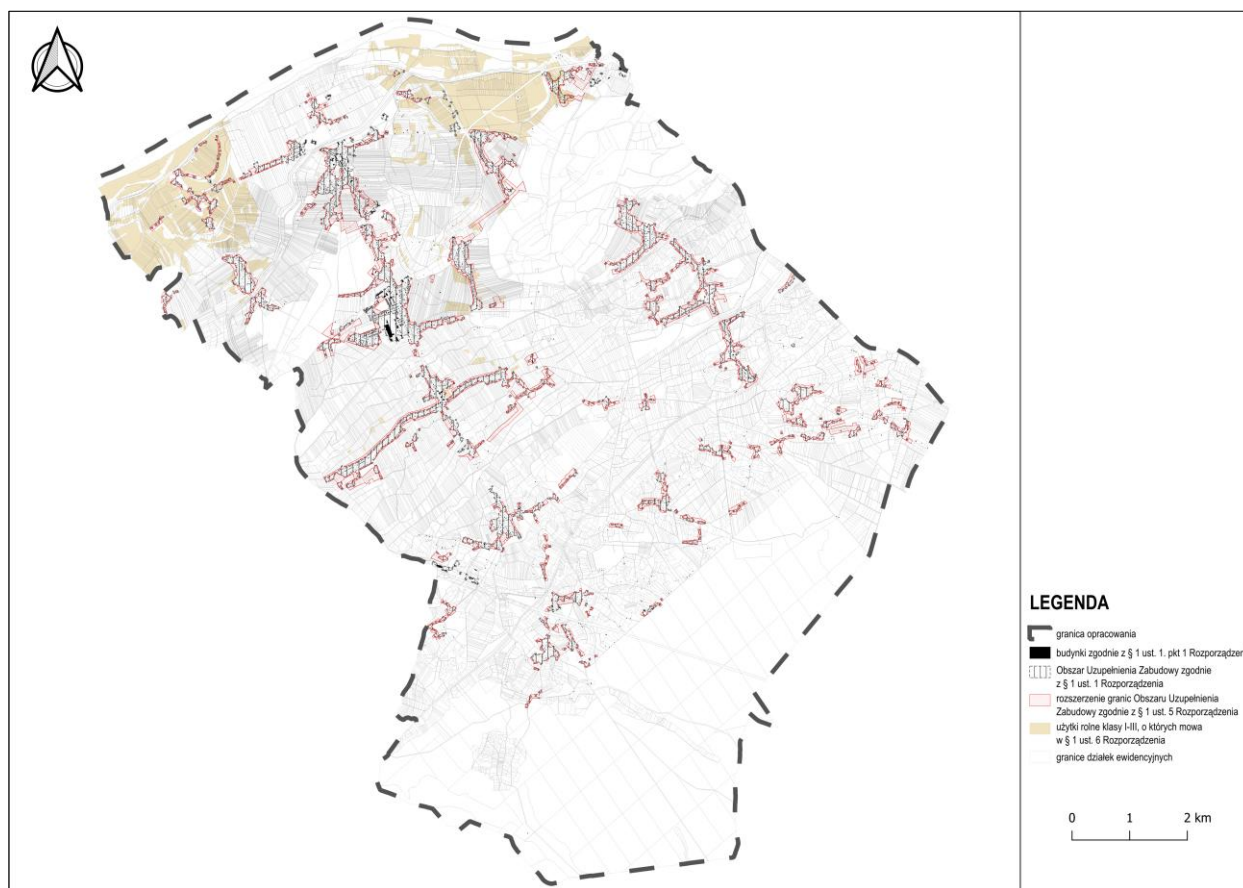 LEGENDA
granica opracowania
budynki zgodnie z § 1 ust. 1. pkt 1 Rozporządzen
Obszar Uzupełnienia Zabudowy zgodnie
z § 1 ust. 1 Rozporządzenia
rozszerzenie granic Obszaru Uzupełnienia
Zabudowy zgodnie z § 1 ust. 5 Rozporządzenia
użytki rolne klasy I-III, o których mowa
w § 1 ust. 6 Rozporządzenia
granice działek ewidencyjnych
0 1 2 km